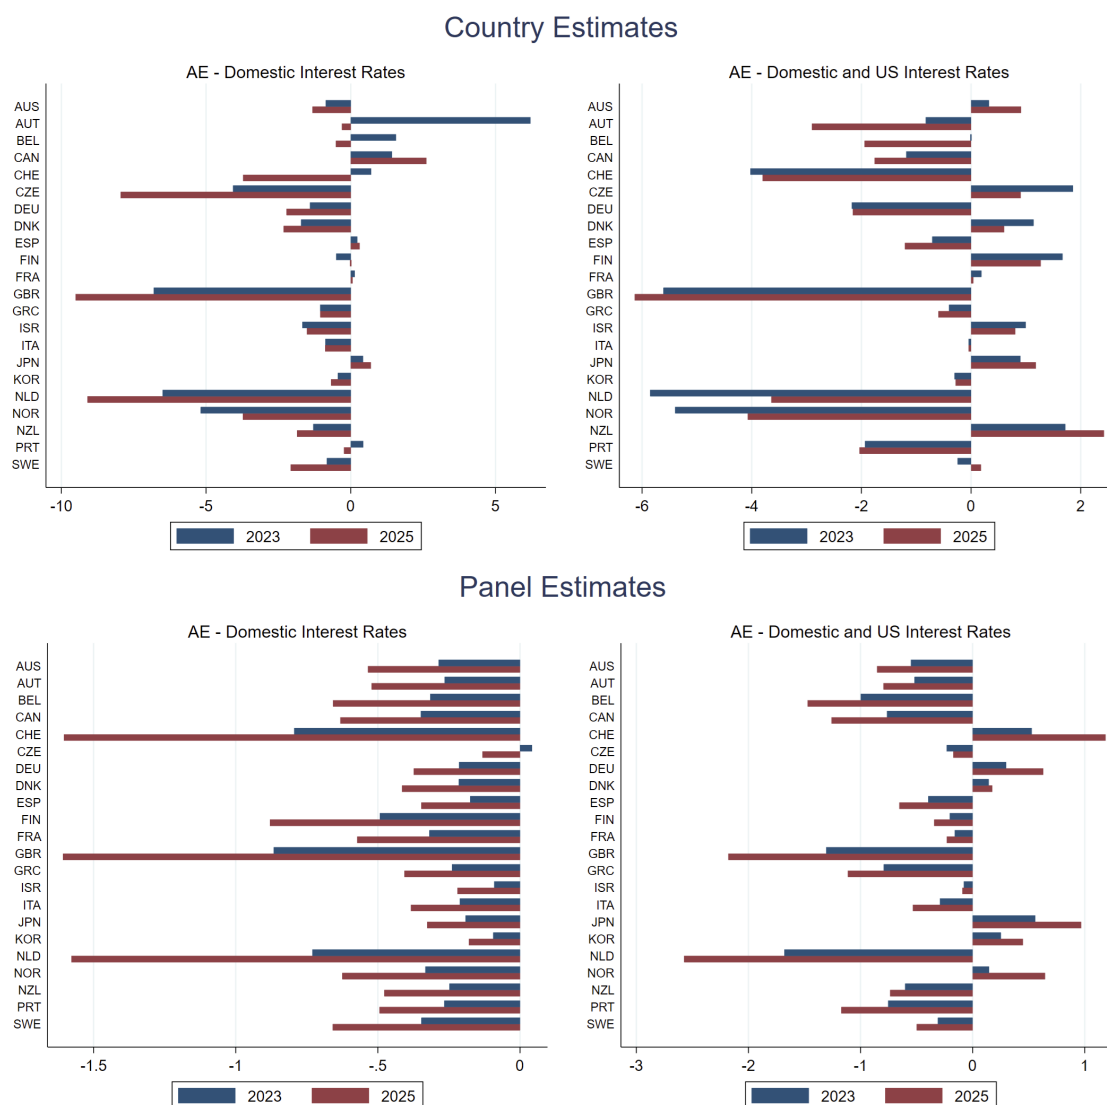 Country Estimates
AE - Domestic Interest Rates
AUS
AUT
BEL
CAN
CHE
CZE
DEU
DNK
ESP
FIN
FRA
GBR
GRC
ISR
ITA
JPN
KOR
NLD
NOR
NZL
PRT
SWE
-10 -5 0 5
2023 2025
AE - Domestic and US Interest Rates
AUS
AUT
BEL
CAN
CHE
CZE
DEU
DNK
ESP
FIN
FRA
GBR
GRC
ISR
ITA
JPN
KOR
NLD
NOR
NZL
PRT
SWE
-6 -4 -2 0 2
2023 2025
Panel Estimates
AE - Domestic Interest Rates
AUS
AUT
BEL
CAN
CHE
CZE
DEU
DNK
ESP
FIN
FRA
GBR
GRC
ISR
ITA
JPN
KOR
NLD
NOR
NZL
PRT
SWE
-1.5 -1 -.5 0
2023 2025
AE - Domestic and US Interest Rates
AUS
AUT
BEL
CAN
CHE
CZE
DEU
DNK
ESP
FIN
FRA
GBR
GRC
ISR
ITA
JPN
KOR
NLD
NOR
NZL
PRT
SWE
-3 -2 -1 0 1
2023 2025